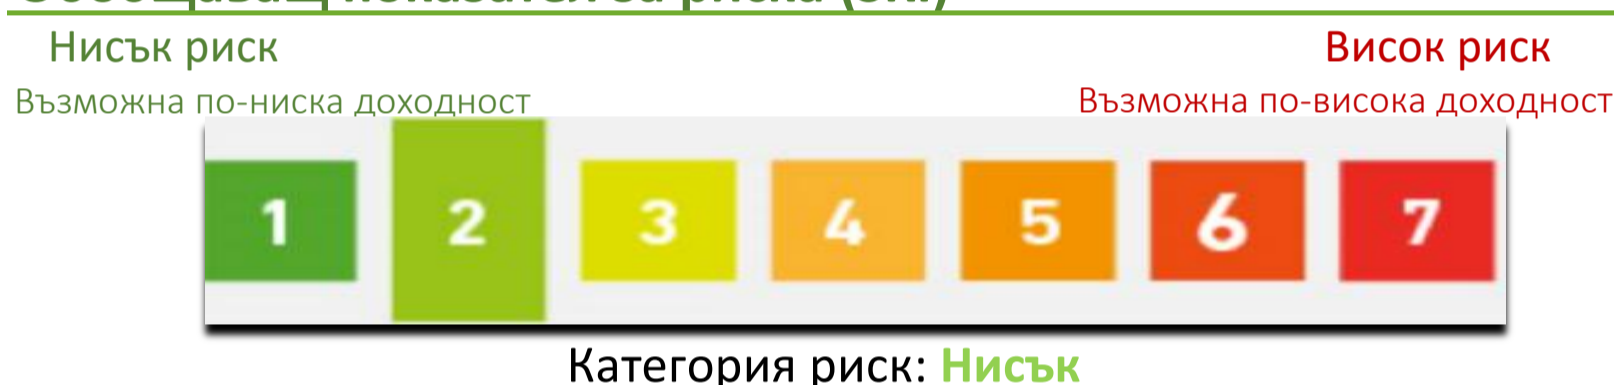 Нисък риск Висок риск
Възможна по-ниска доходност Възможна по-висока доходност
1 2 3 4 5 6 7
Категория риск: Нисък